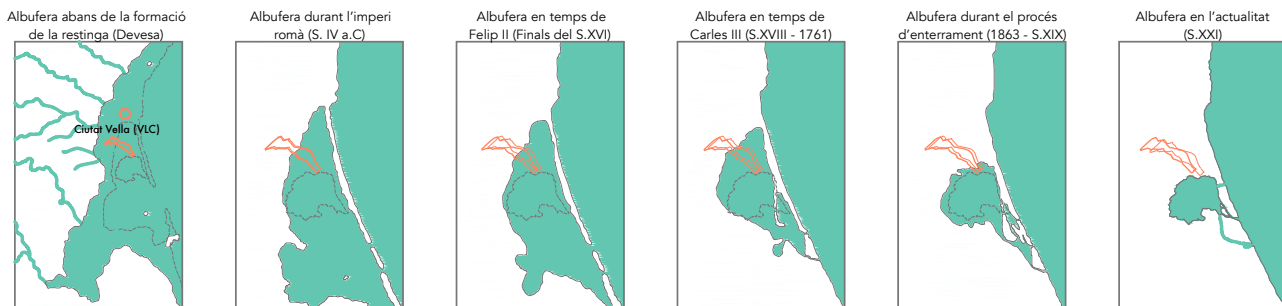 Albufera abans de la formació
de la restinga (Devesa)
Albufera durant l'imperi
romà (S. IV a.C)
Albufera en temps de
Felip II (Finals del S.XVI)
Albufera en temps de
Carles III (S.XVIII - 1761)
Albufera durant el procés
d'enterrament (1863 - S.XIX)
Albufera en l'actualitat
(S.XXI)
Ciutat Vella (VLC)